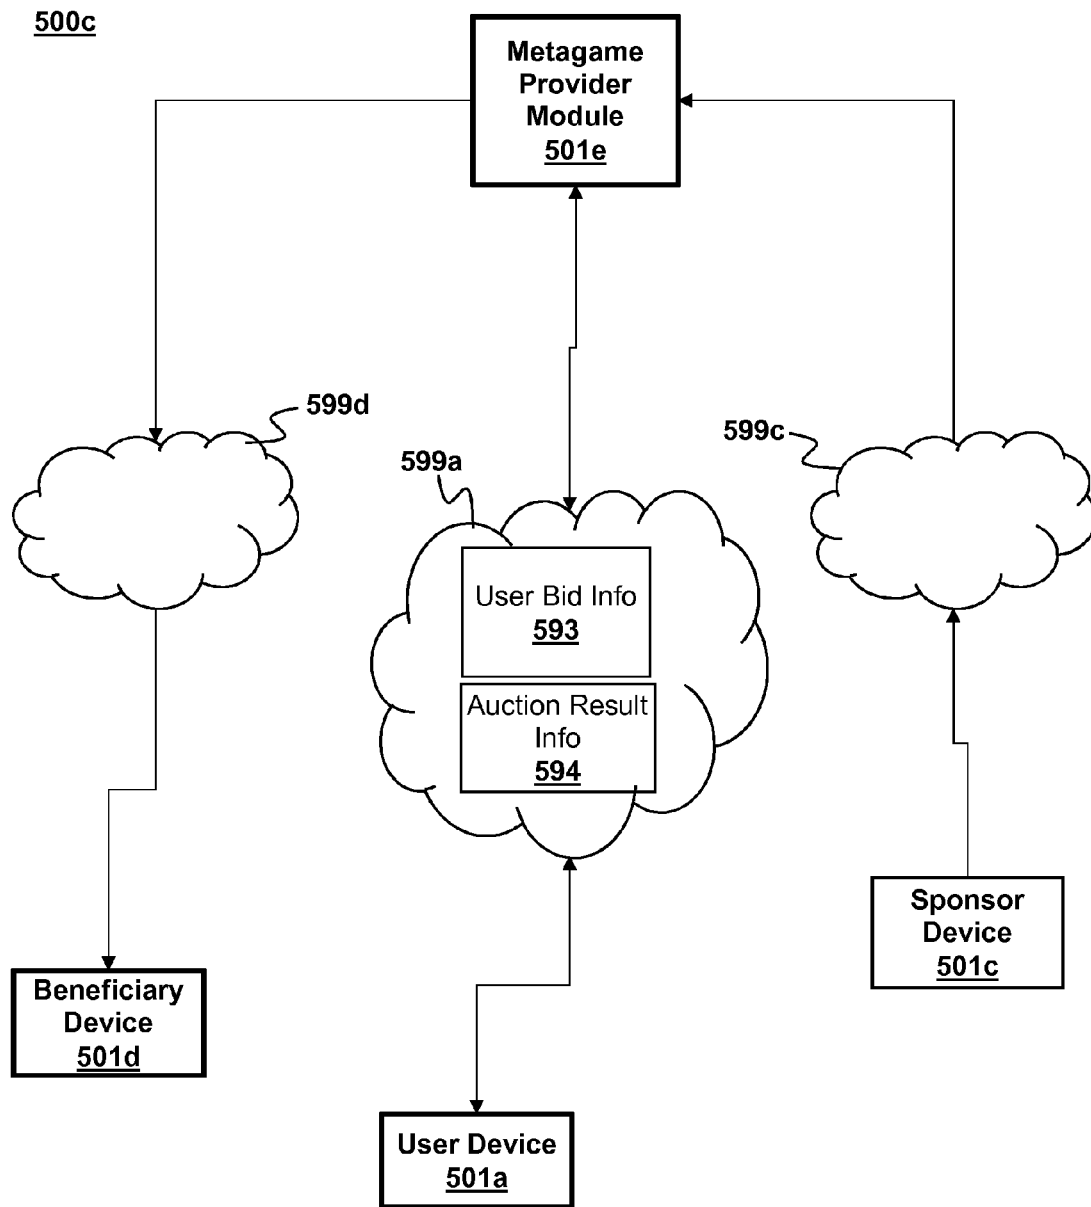 500c
Metagame
Provider
Module
501e
599d
599c
599a
User Bid Info
593
Auction Result
Info
594
Sponsor
Device
501c
Beneficiary
Device
501d
User Device
501a